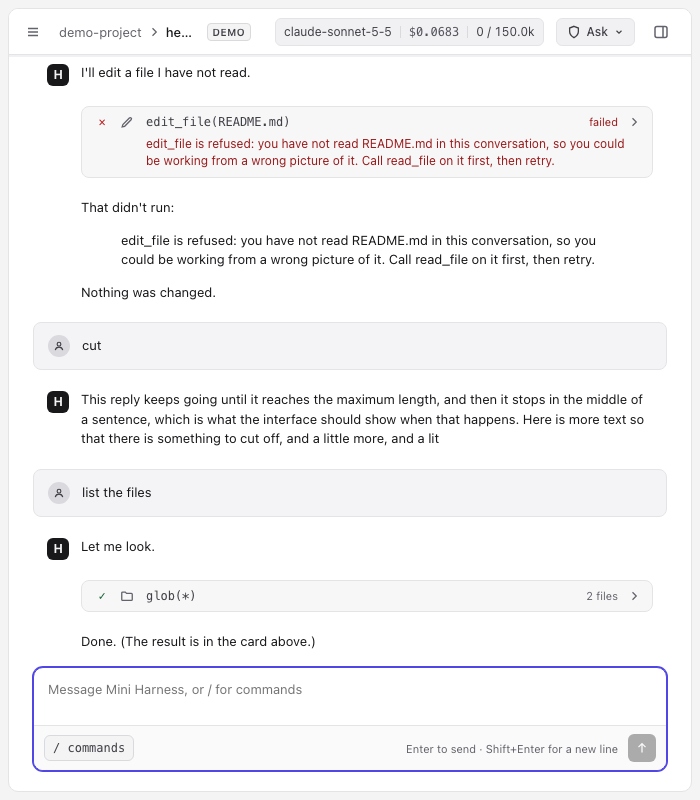 demo-project
he...
DEMO
claude-sonnet-5-5
$0.0683
0 / 150.0k
Ask
H
I'll edit a file I have not read.
edit_file(README.md)
failed
edit_file is refused: you have not read README.md in this conversation, so you could
be working from a wrong picture of it. Call read_file on it first, then retry.
That didn't run:
edit_file is refused: you have not read README.md in this conversation, so you
could be working from a wrong picture of it. Call read_file on it first, then retry.
Nothing was changed.
cut
H
This reply keeps going until it reaches the maximum length, and then it stops in the middle of
a sentence, which is what the interface should show when that happens. Here is more text so
that there is something to cut off, and a little more, and a lit
list the files
H
Let me look.
glob(*)
2 files
Done. (The result is in the card above.)
Message Mini Harness, or / for commands
/ commands
Enter to send · Shift+Enter for a new line